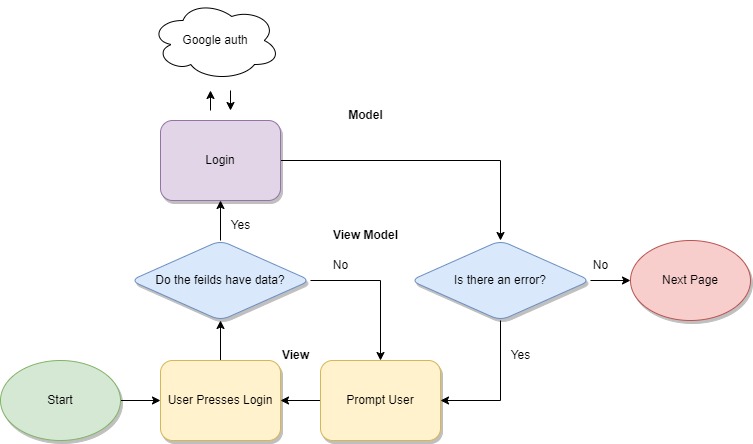 Google auth
Model
Login
Yes
View Model
No
Do the feilds have data?
Is there an error?
No
Next Page
View
Yes
Start
User Presses Login
Prompt User